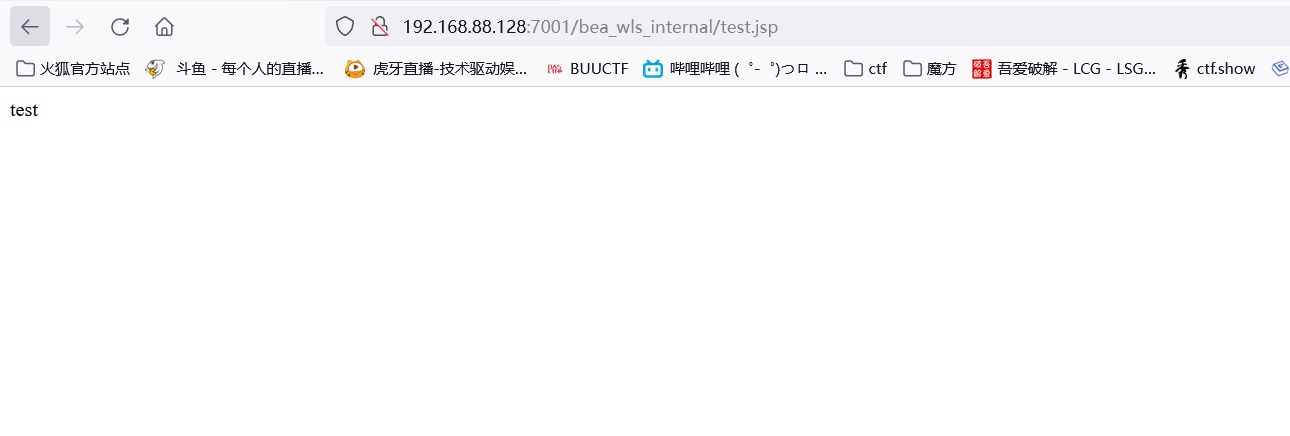 192.168.88.128:7001/bea_wls_internal/test.jsp
火狐官方站点 斗鱼 - 每个人的直播... 虎牙直播-技术驱动娱... BUUCTF 哔哩哔哩 ( ゜- ゜)つロ ... ctf 魔方 吾爱破解 - LCG - LSG... ctf.show
test